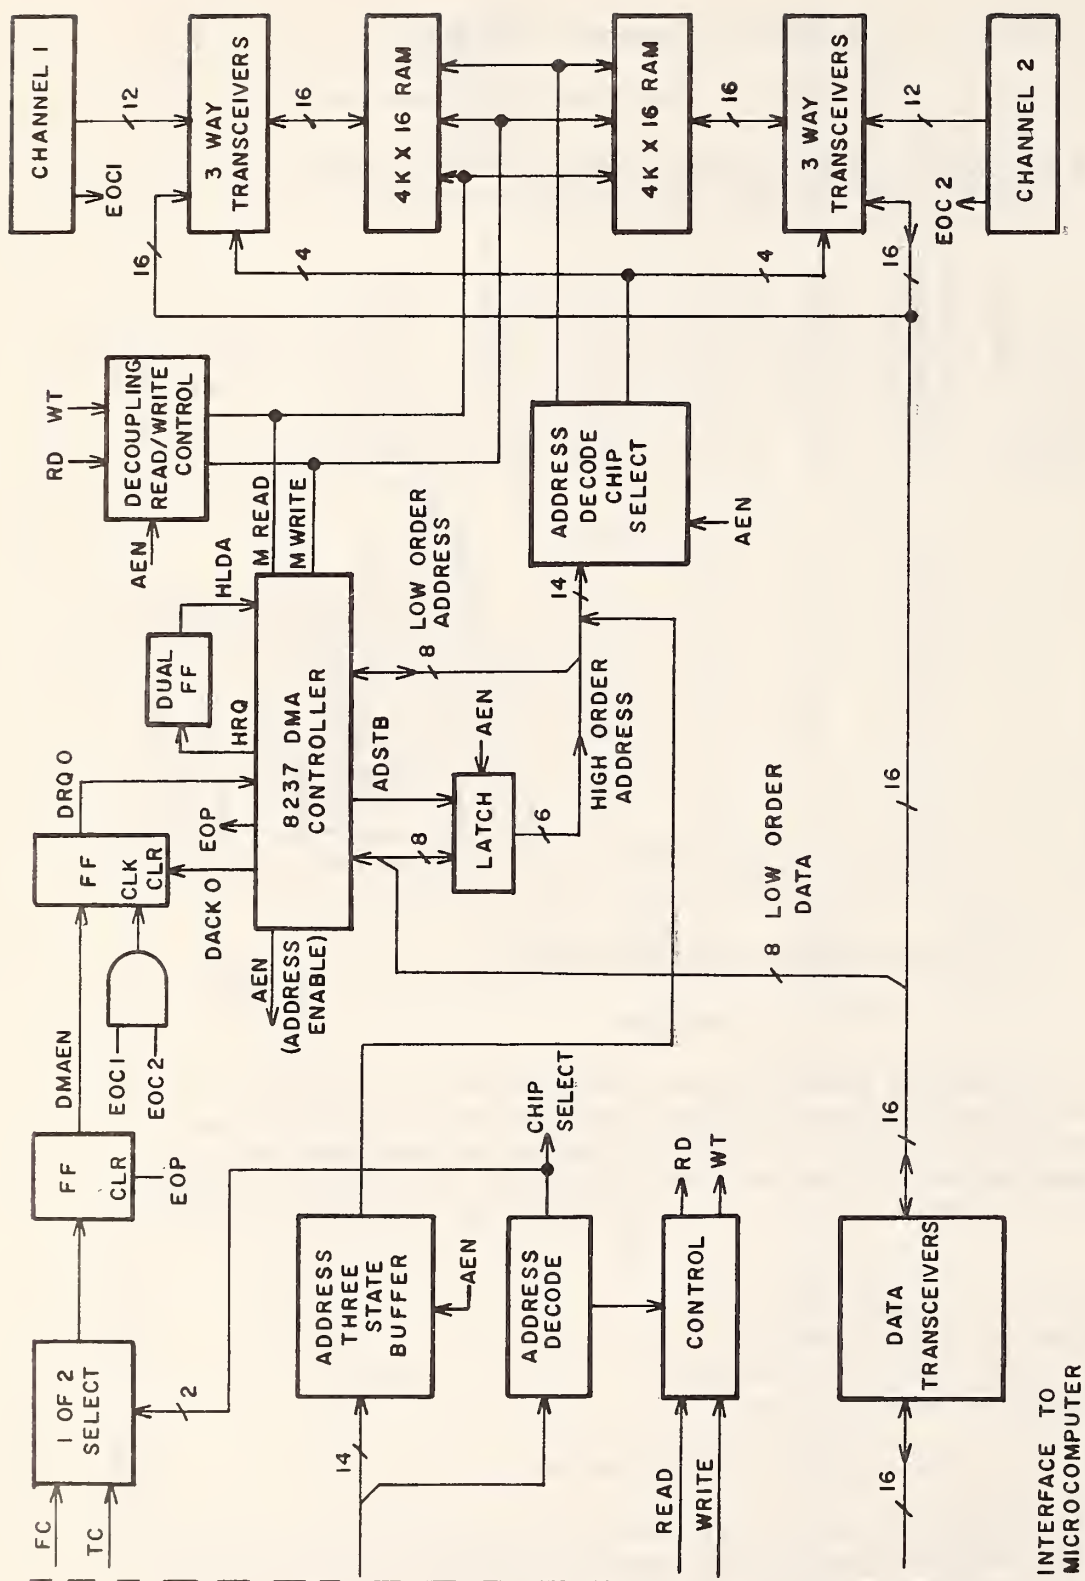 FC
TC
1 OF 2
SELECT
2
FF
CLR
EOP
DMAEN
EOC1
EOC2
FF
CLK
CLR
DRQ0
DACK0
EOP
HRQ
DUAL
FF
HLDA
AEN
(ADDRESS
ENABLE)
8237 DMA
CONTROLLER
M READ
M WRITE
AEN
RD
WT
DECOUPLING
READ/WRITE
CONTROL
ADSTB
8
LATCH
AEN
6
HIGH ORDER
ADDRESS
8
LOW ORDER
ADDRESS
14
ADDRESS
DECODE
CHIP
SELECT
AEN
14
ADDRESS
THREE
STATE
BUFFER
AEN
ADDRESS
DECODE
CHIP
SELECT
READ
WRITE
CONTROL
RD
WT
16
DATA
TRANSCEIVERS
16
8 LOW ORDER
DATA
16
CHANNEL 1
EOC1
12
16
3 WAY
TRANSCEIVERS
16
4K X 16 RAM
4
4K X 16 RAM
16
4
3 WAY
TRANSCEIVERS
16
12
EOC 2
CHANNEL 2
INTERFACE TO
MICROCOMPUTER